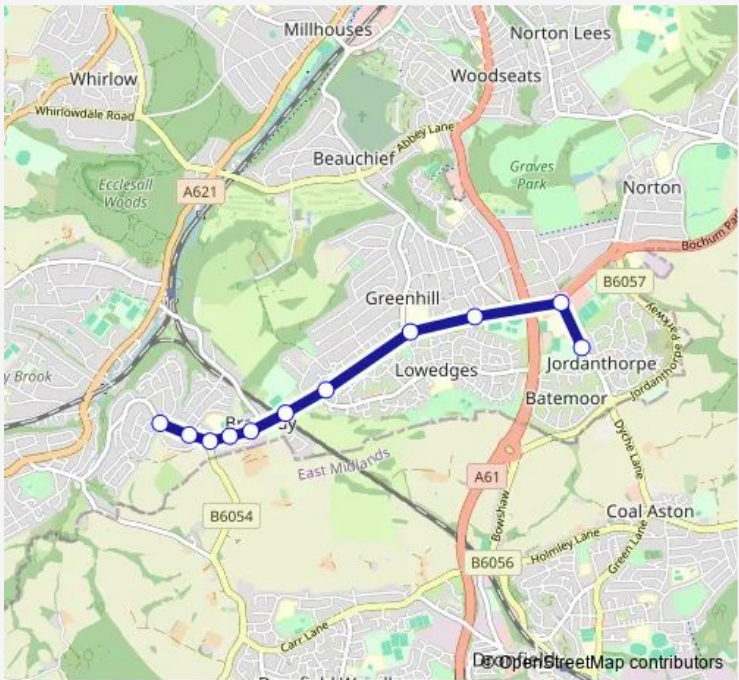 Millhouses
Norton Lees
Whirlow
Woodseats
Whirlowdale Road
Abbey Lane
Beauchief
Graves
Park
Ecclesall
Woods
A621
Norton
Bochum Par
B6057
Greenhill
Jordanthorpe Parkway
Jordanthorpe
Lowedges
y Brook
Batemoor
Dyche Lane
East Midlands
A61
B6054
Bowshaw
Coal Aston
Holmley Lane
Green Lane
B6056
Carr Lane
© OpenStreetMap contributors